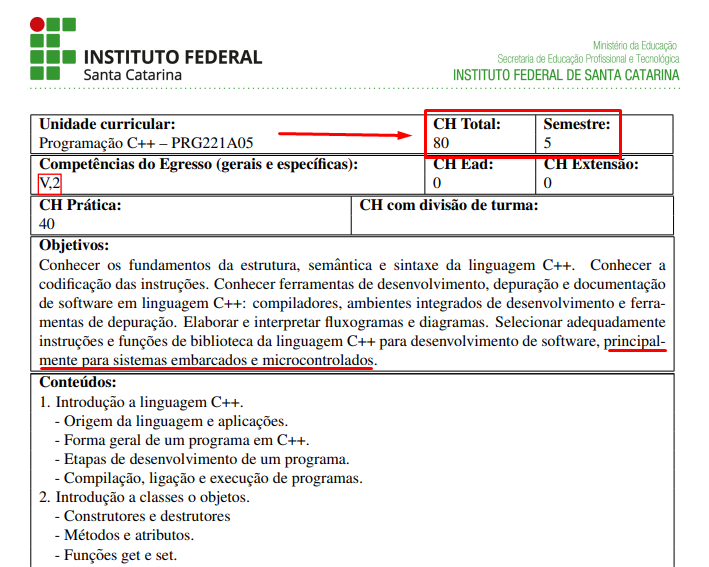 INSTITUTO FEDERAL
Santa Catarina
Ministério da Educação
Secretaria de Educação Profissional e Tecnológica
INSTITUTO FEDERAL DE SANTA CATARINA
Unidade curricular: CH Total: Semestre:
Programação C++ – PRG221A05 80 5
Competências do Egresso (gerais e específicas): CH Ead: CH Extensão:
V,2 0 0
CH Prática: CH com divisão de turma:
40
Objetivos:
Conhecer os fundamentos da estrutura, semântica e sintaxe da linguagem C++. Conhecer a
codificação das instruções. Conhecer ferramentas de desenvolvimento, depuração e documentação
de software em linguagem C++: compiladores, ambientes integrados de desenvolvimento e ferra-
mentas de depuração. Elaborar e interpretar fluxogramas e diagramas. Selecionar adequadamente
instruções e funções de biblioteca da linguagem C++ para desenvolvimento de software, principal-
mente para sistemas embarcados e microcontrolados.
Conteúdos:
1. Introdução a linguagem C++.
- Origem da linguagem e aplicações.
- Forma geral de um programa em C++.
- Etapas de desenvolvimento de um programa.
- Compilação, ligação e execução de programas.
2. Introdução a classes o objetos.
- Construtores e destrutores
- Métodos e atributos.
- Funções get e set.